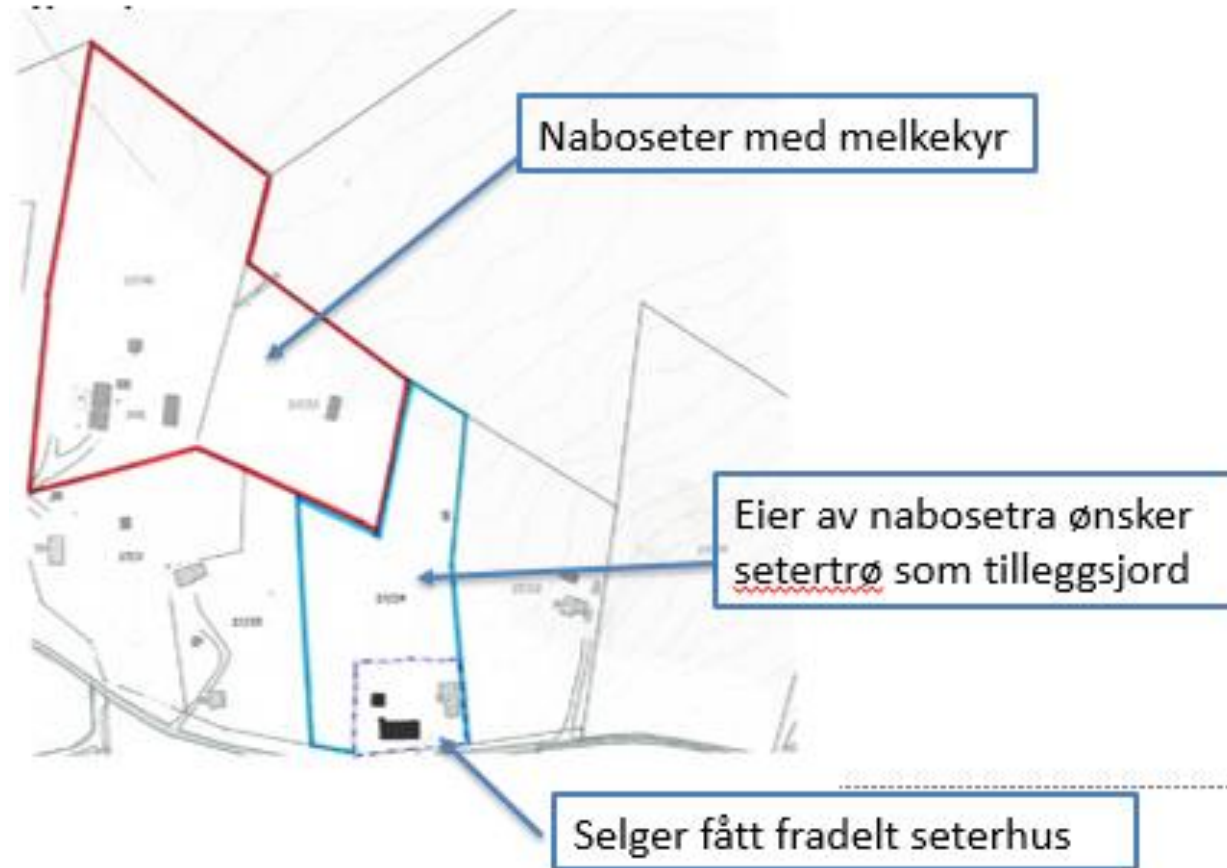 Naboseter med melkekyr
Eier av nabosetra ønsker
setertrø som tilleggsjord
Selger fått fradelt seterhus